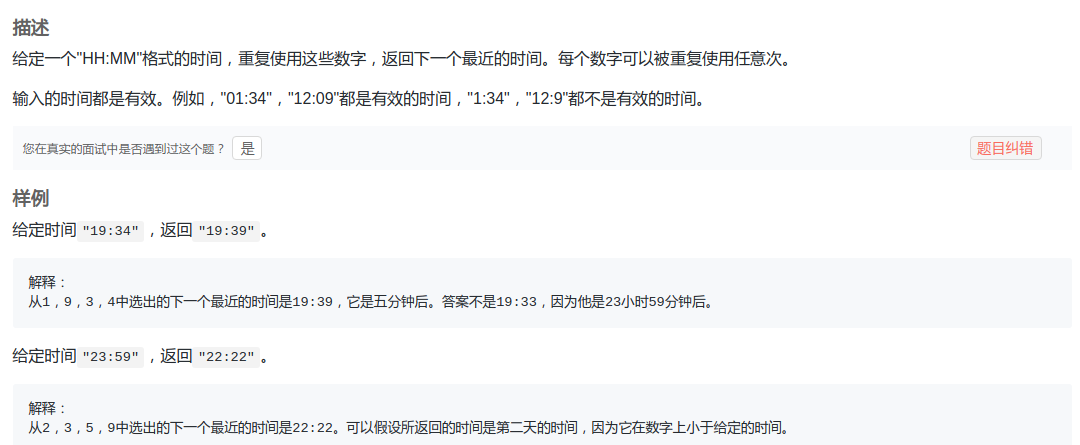 描述
给定一个"HH:MM"格式的时间，重复使用这些数字，返回下一个最近的时间。每个数字可以被重复使用任意次。
输入的时间都是有效。例如，"01:34"，"12:09"都是有效的时间，"1:34"，"12:9"都不是有效的时间。
您在真实的面试中是否遇到过这个题？ 是 题目纠错
样例
给定时间 "19:34" ，返回 "19:39" 。
解释：
从1，9，3，4中选出的下一个最近的时间是19:39，它是五分钟后。答案不是19:33，因为他是23小时59分钟后。
给定时间 "23:59" ，返回 "22:22" 。
解释：
从2，3，5，9中选出的下一个最近的时间是22:22。可以假设所返回的时间是第二天的时间，因为它在数字上小于给定的时间。